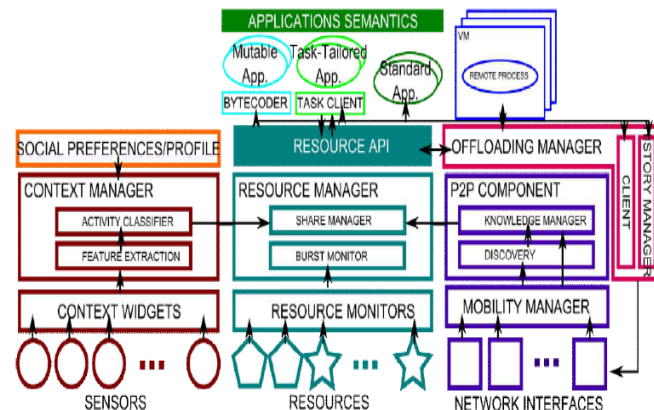 APPLICATIONS SEMANTICS
Mutable
App.
Task-Tailored
App.
Standard
App.
VM
REMOTE PROCESS
BYTECODER
TASK CLIENT
SOCIAL PREFERENCES/PROFILE
RESOURCE API
OFFLOADING MANAGER
CLIENT
STORY MANAGER
CONTEXT MANAGER
RESOURCE MANAGER
P2P COMPONENT
ACTIVITY CLASSIFIER
SHARE MANAGER
KNOWLEDGE MANAGER
FEATURE EXTRACTION
BURST MONITOR
DISCOVERY
CONTEXT WIDGETS
RESOURCE MONITORS
MOBILITY MANAGER
SENSORS
RESOURCES
NETWORK INTERFACES